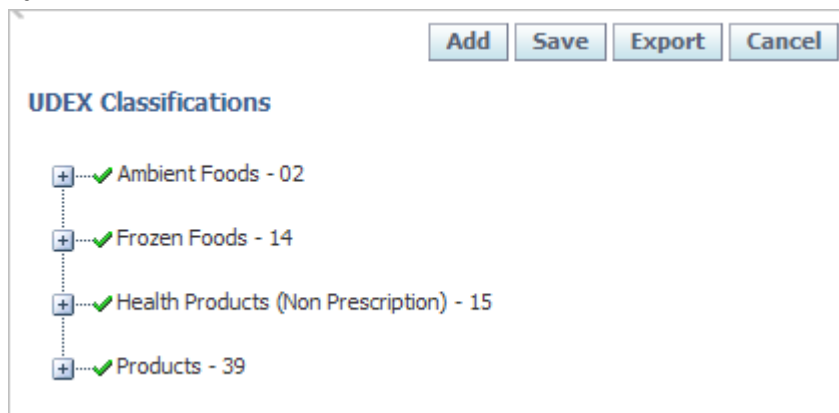 Add Save Export Cancel
UDEX Classifications
Ambient Foods - 02
Frozen Foods - 14
Health Products (Non Prescription) - 15
Products - 39